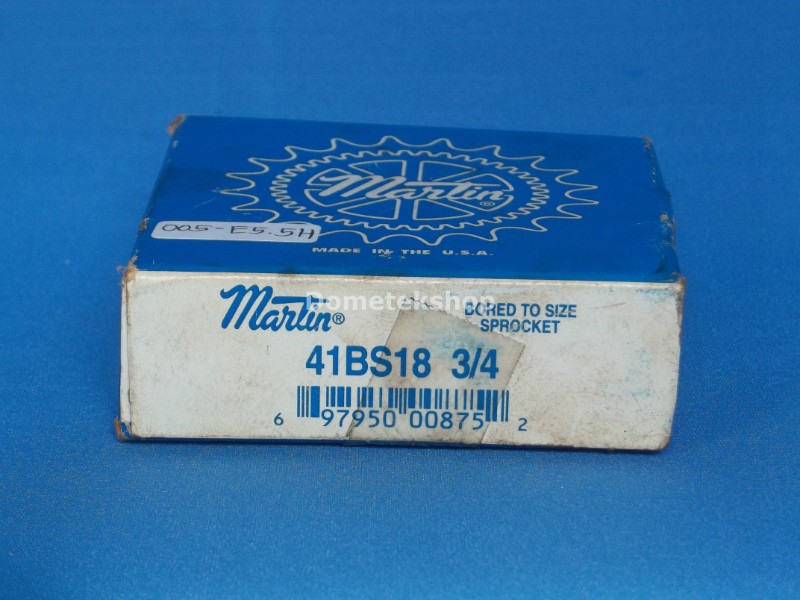 Martin®
005-E5.5H
MADE IN THE U.S.A.
Dometekshop
Martin®
BORED TO SIZE
SPROCKET
41BS18 3/4
6 97950 00875 2